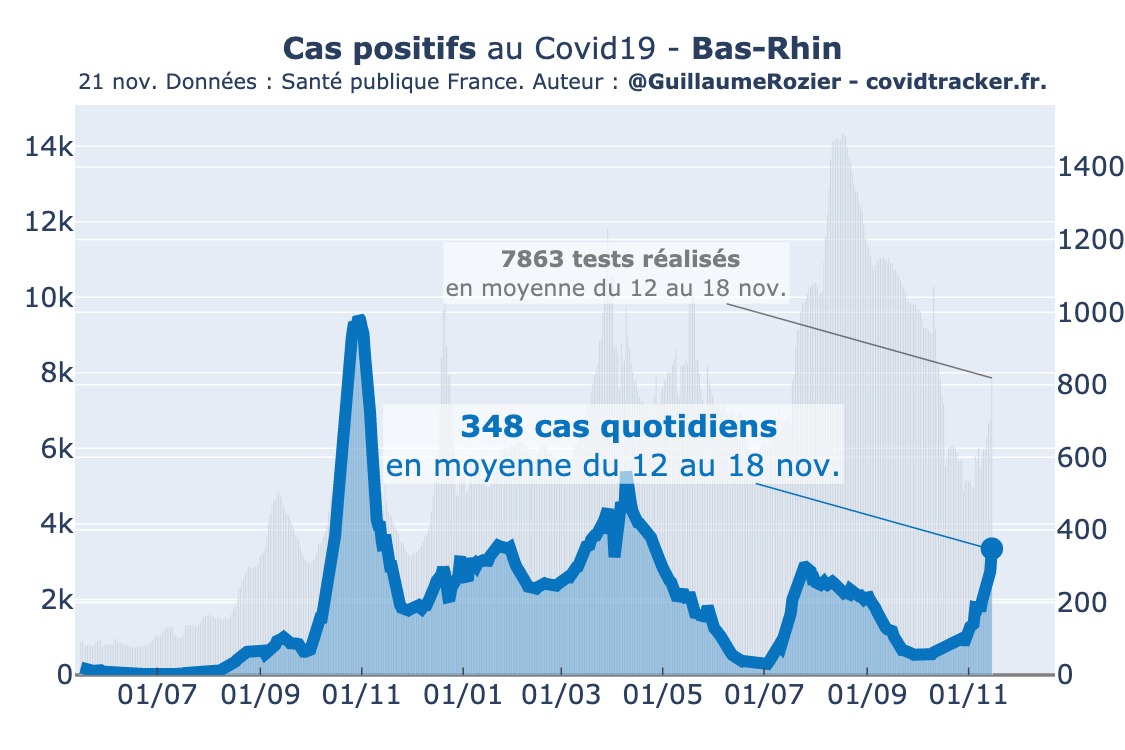 Cas positifs au Covid19 - Bas-Rhin
21 nov. Données : Santé publique France. Auteur : @GuillaumeRozier - covidtracker.fr.
14k
12k
10k
8k
6k
4k
2k
0
1400
1200
1000
800
600
400
200
0
7863 tests réalisés
en moyenne du 12 au 18 nov.
348 cas quotidiens
en moyenne du 12 au 18 nov.
01/07 01/09 01/11 01/01 01/03 01/05 01/07 01/09 01/11